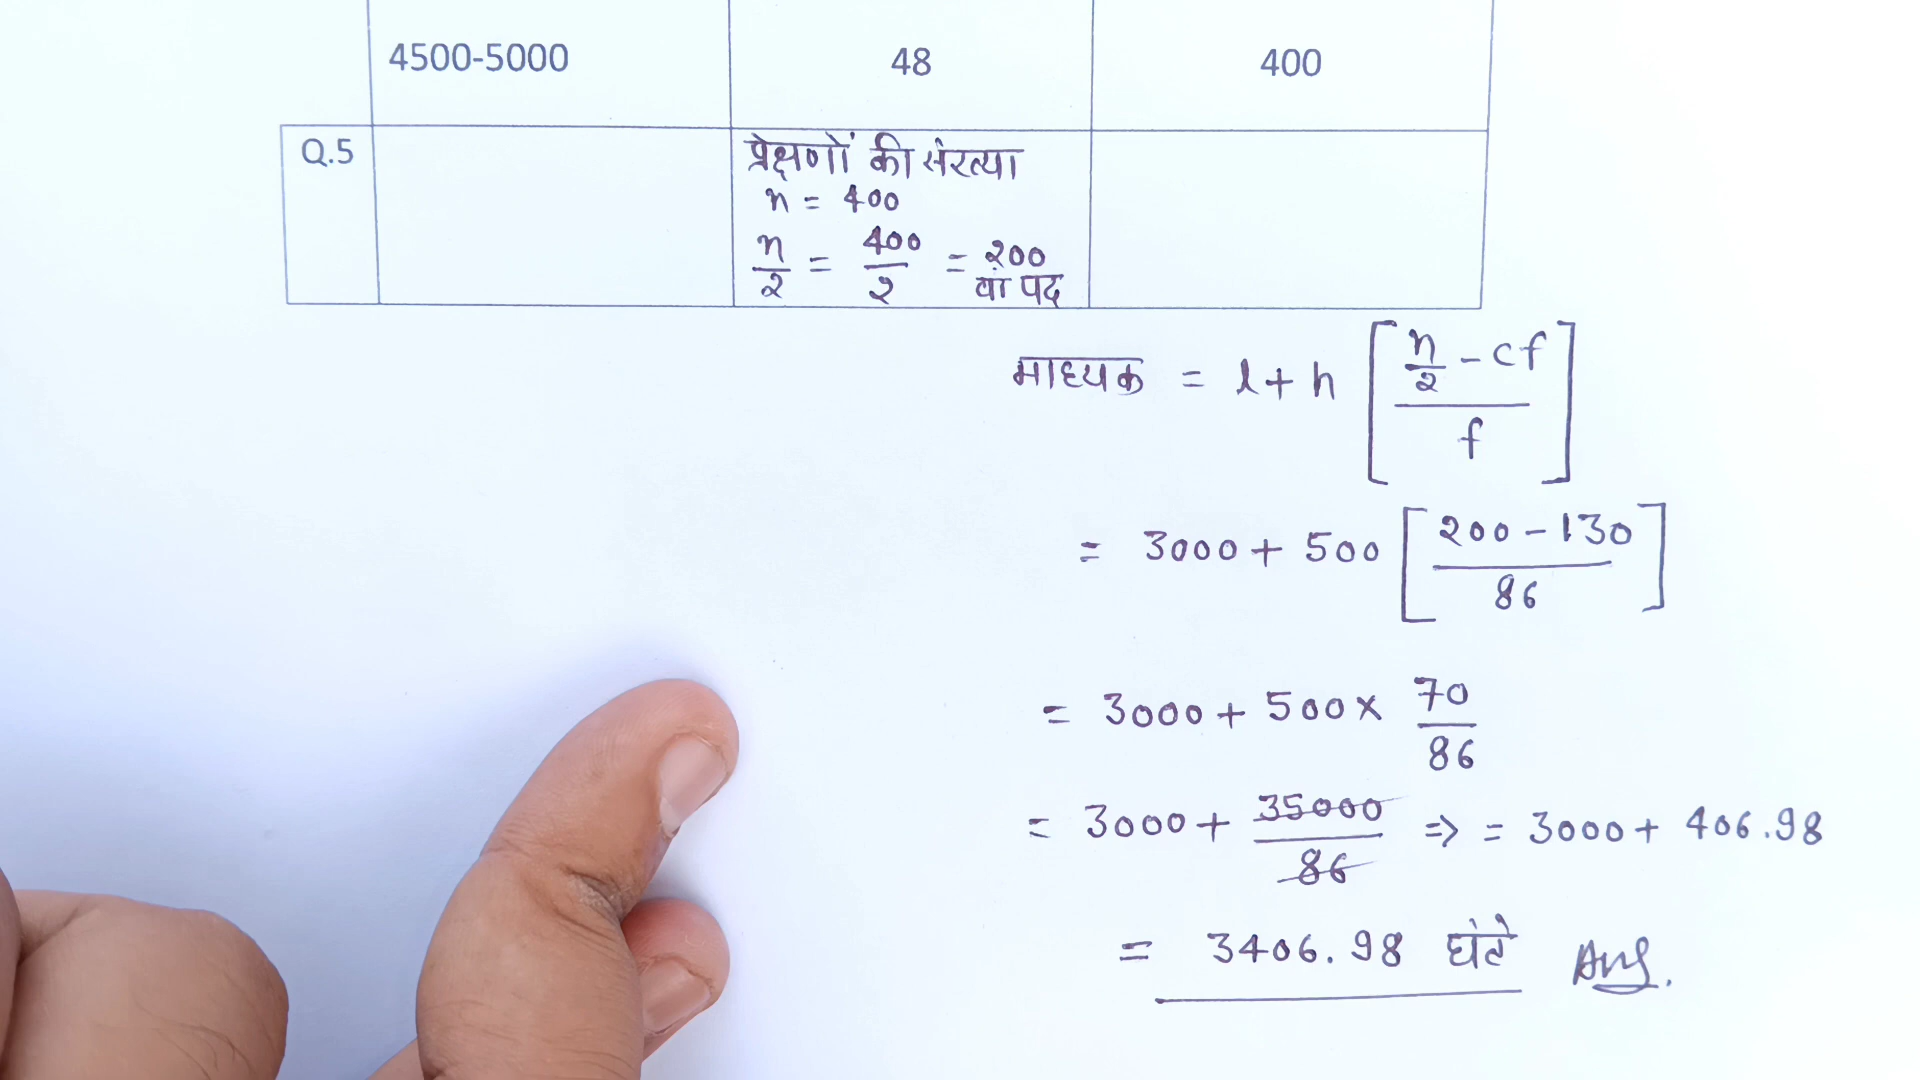 4500-5000 48 400
Q.5 प्रेक्षणों की संख्या
n = 400
n/2 = 400/2 = 200 वां पद
माध्यक = l + h [ (n/2 - cf) / f ]
= 3000 + 500 [ (200 - 130) / 86 ]
= 3000 + 500 × 70/86
= 3000 + 35000/86 ⇒ = 3000 + 406.98
= 3406.98 घंटे Ans.